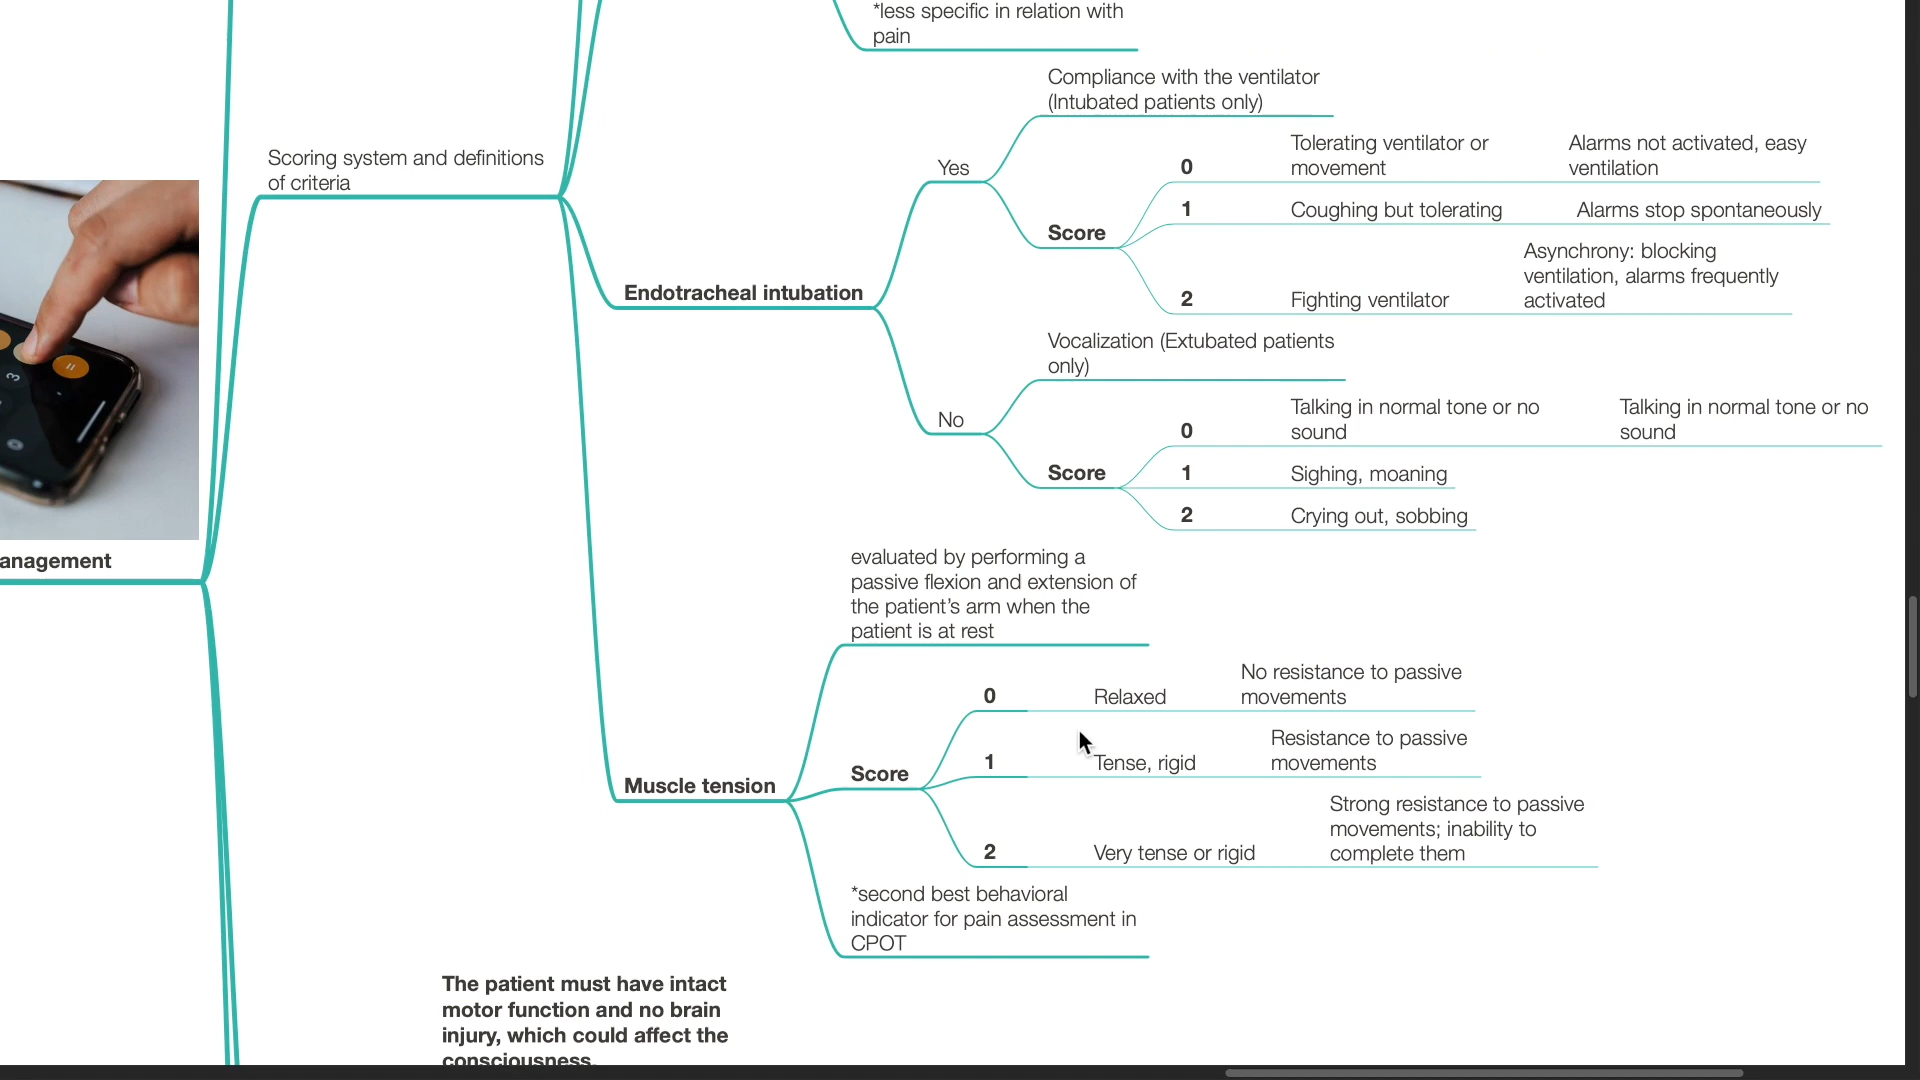 *less specific in relation with
pain
Compliance with the ventilator
(Intubated patients only)
Scoring system and definitions
of criteria
Yes
0
Tolerating ventilator or
movement
Alarms not activated, easy
ventilation
Score
1
Coughing but tolerating
Alarms stop spontaneously
2
Fighting ventilator
Asynchrony: blocking
ventilation, alarms frequently
activated
Endotracheal intubation
Vocalization (Extubated patients
only)
No
0
Talking in normal tone or no
sound
Talking in normal tone or no
sound
Score
1
Sighing, moaning
2
Crying out, sobbing
anagement
evaluated by performing a
passive flexion and extension of
the patient's arm when the
patient is at rest
0
Relaxed
No resistance to passive
movements
Muscle tension
Score
1
Tense, rigid
Resistance to passive
movements
2
Very tense or rigid
Strong resistance to passive
movements; inability to
complete them
*second best behavioral
indicator for pain assessment in
CPOT
The patient must have intact
motor function and no brain
injury, which could affect the
consciousness.
3